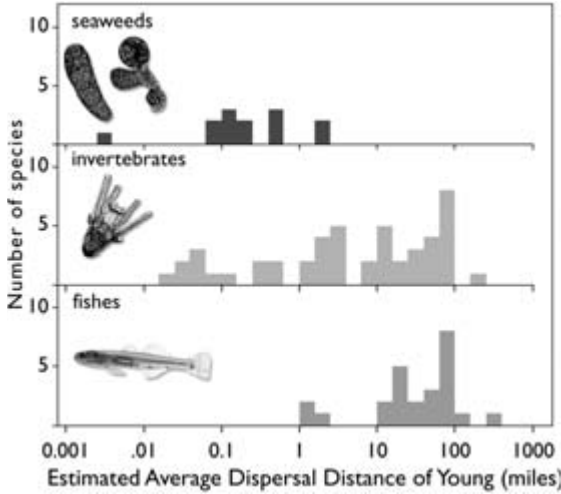 seaweeds
10
5
invertebrates
10
5
fishes
10
5
Number of species
0.001 .01 0.1 1 10 100 1000
Estimated Average Dispersal Distance of Young (miles)